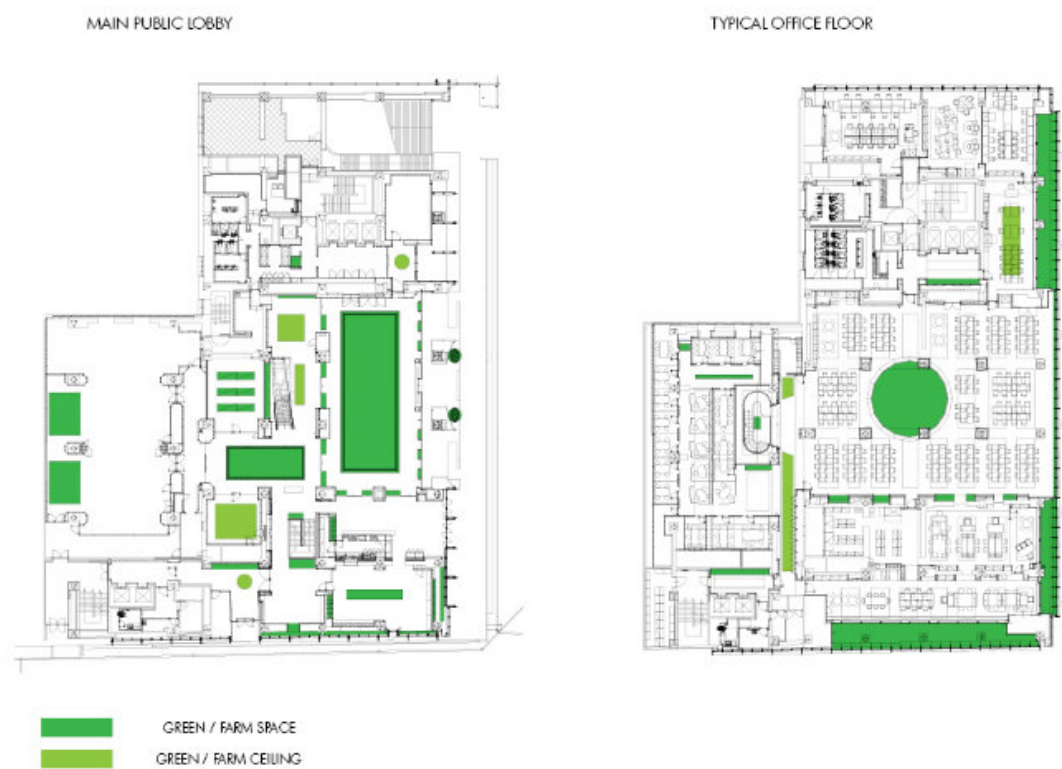 MAIN PUBLIC LOBBY
TYPICAL OFFICE FLOOR
GREEN / FARM SPACE
GREEN / FARM CEILING